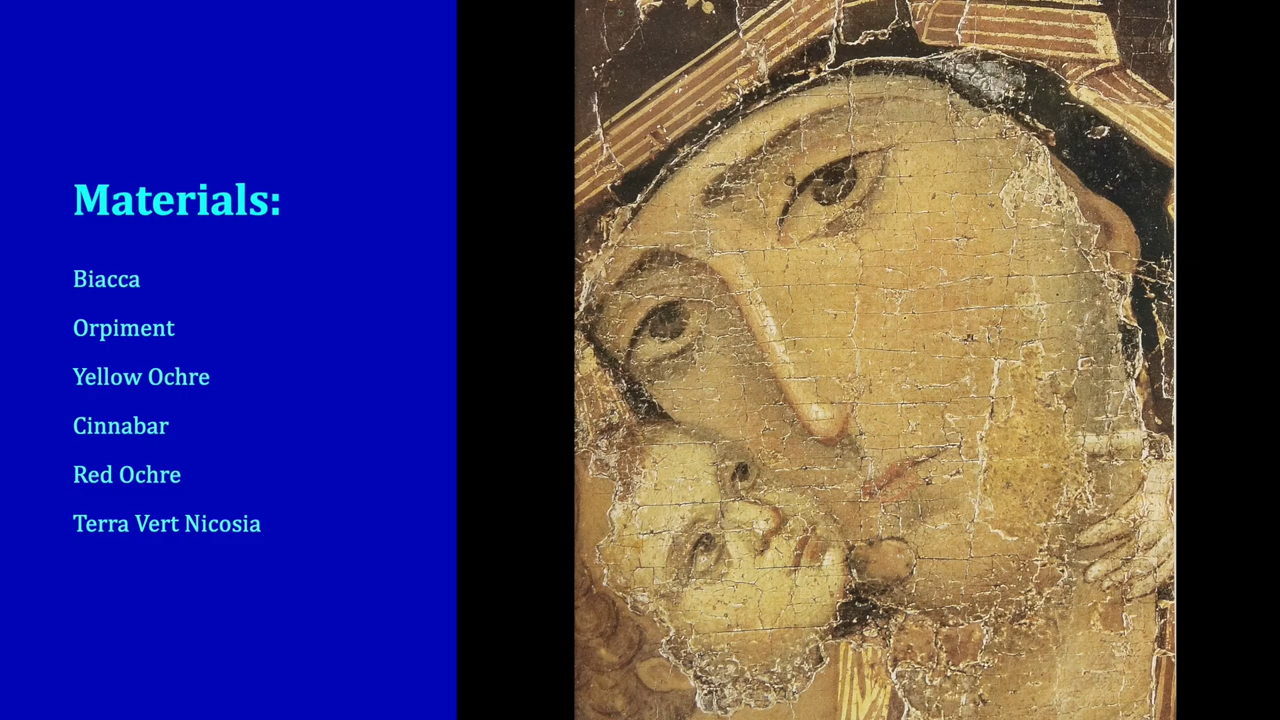 Materials:
Biacca
Orpiment
Yellow Ochre
Cinnabar
Red Ochre
Terra Vert Nicosia